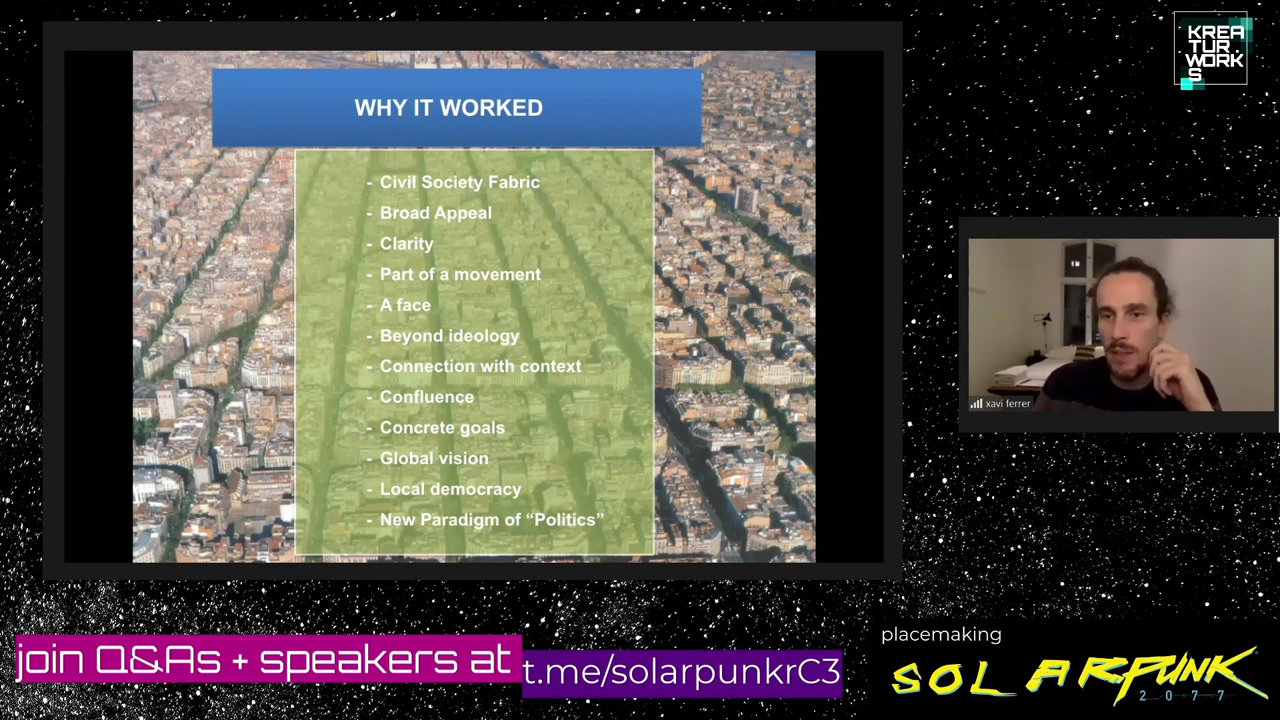 KREA
TUR
WORK
S
WHY IT WORKED
- Civil Society Fabric
- Broad Appeal
- Clarity
- Part of a movement
- A face
- Beyond ideology
- Connection with context
- Confluence
- Concrete goals
- Global vision
- Local democracy
- New Paradigm of “Politics”
xavi ferrer
join Q&As + speakers at t.me/solarpunkrC3
placemaking
SOLARPUNK
2077